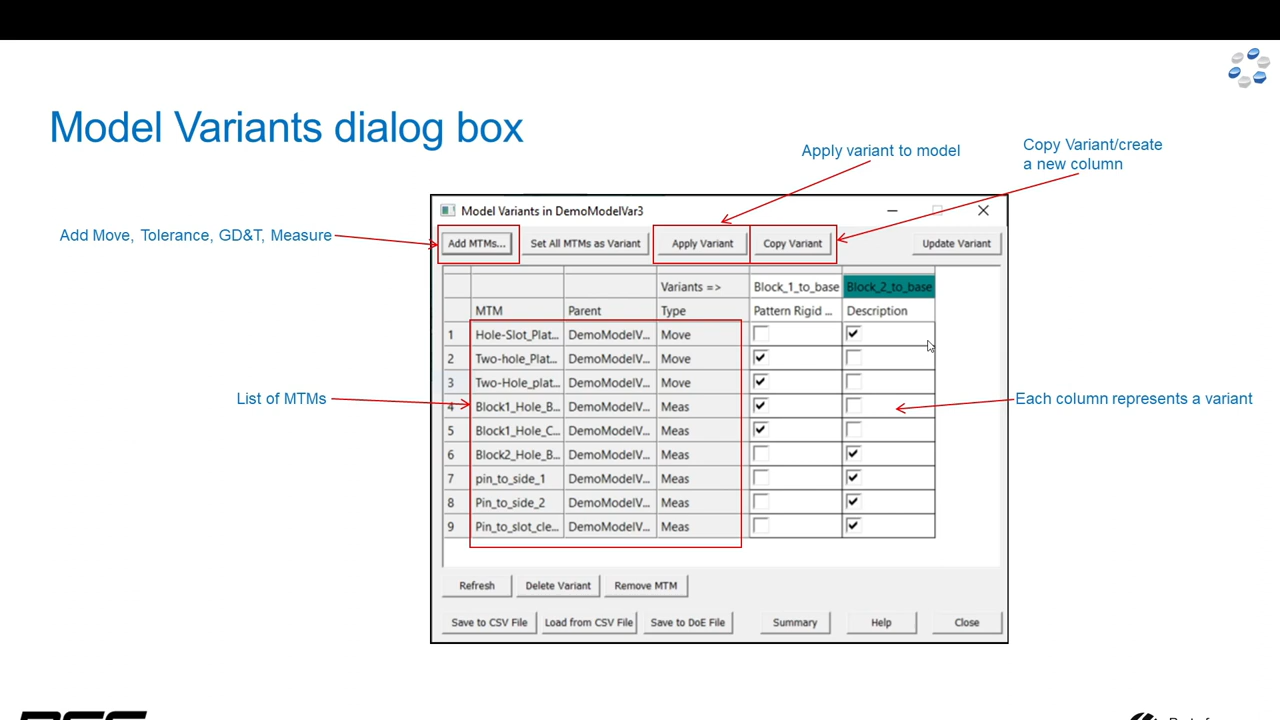 Model Variants dialog box
Apply variant to model
Copy Variant/create
a new column
Add Move, Tolerance, GD&T, Measure
List of MTMs
Each column represents a variant
Model Variants in DemoModelVar3
Add MTMs... Set All MTMs as Variant Apply Variant Copy Variant Update Variant
Variants => Block_1_to_base Block_2_to_base
MTM Parent Type Pattern Rigid ... Description
1 Hole-Slot_Plat... DemoModelV... Move
2 Two-hole_Plat... DemoModelV... Move
3 Two-Hole_plat... DemoModelV... Move
4 Block1_Hole_B... DemoModelV... Meas
5 Block1_Hole_C... DemoModelV... Meas
6 Block2_Hole_B... DemoModelV... Meas
7 pin_to_side_1 DemoModelV... Meas
8 Pin_to_side_2 DemoModelV... Meas
9 Pin_to_slot_cle... DemoModelV... Meas
Refresh Delete Variant Remove MTM
Save to CSV File Load from CSV File Save to DoE File Summary Help Close